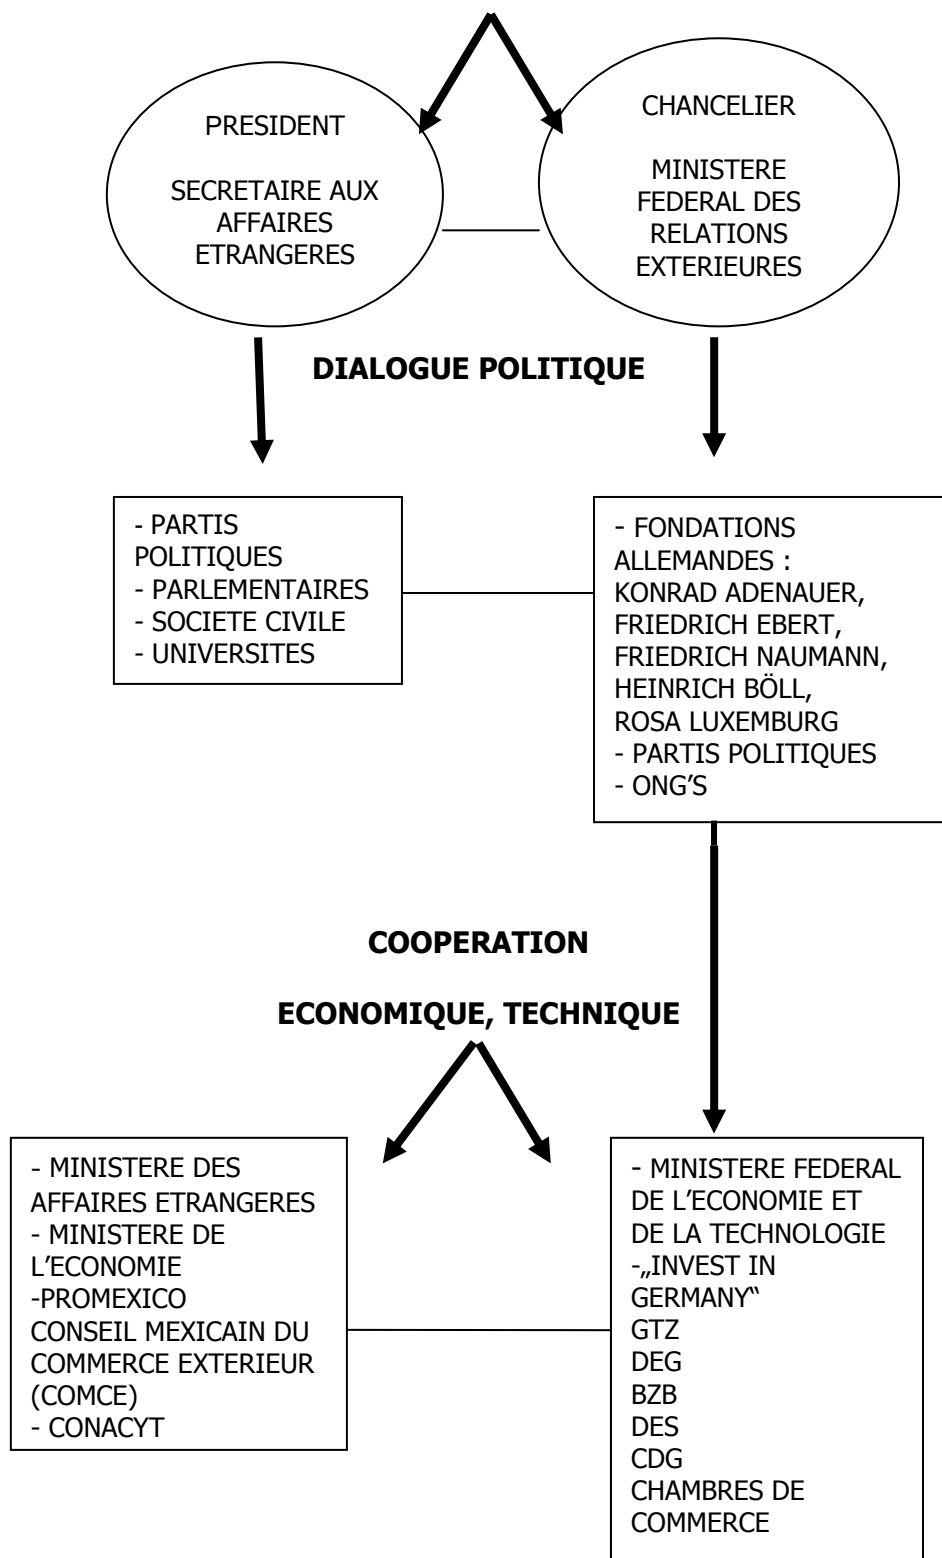 PRESIDENT
SECRETAIRE AUX
AFFAIRES
ETRANGERES
CHANCELIER
MINISTERE
FEDERAL DES
RELATIONS
EXTERIEURES
DIALOGUE POLITIQUE
- PARTIS
POLITIQUES
- PARLEMENTAIRES
- SOCIETE CIVILE
- UNIVERSITES
- FONDATIONS
ALLEMANDES :
KONRAD ADENAUER,
FRIEDRICH EBERT,
FRIEDRICH NAUMANN,
HEINRICH BÖLL,
ROSA LUXEMBURG
- PARTIS POLITIQUES
- ONG’S
COOPERATION
ECONOMIQUE, TECHNIQUE
- MINISTERE DES
AFFAIRES ETRANGERES
- MINISTERE DE
L’ECONOMIE
-PROMEXICO
CONSEIL MEXICAIN DU
COMMERCE EXTERIEUR
(COMCE)
- CONACYT
- MINISTERE FEDERAL
DE L’ECONOMIE ET
DE LA TECHNOLOGIE
-„INVEST IN
GERMANY“
GTZ
DEG
BZB
DES
CDG
CHAMBRES DE
COMMERCE